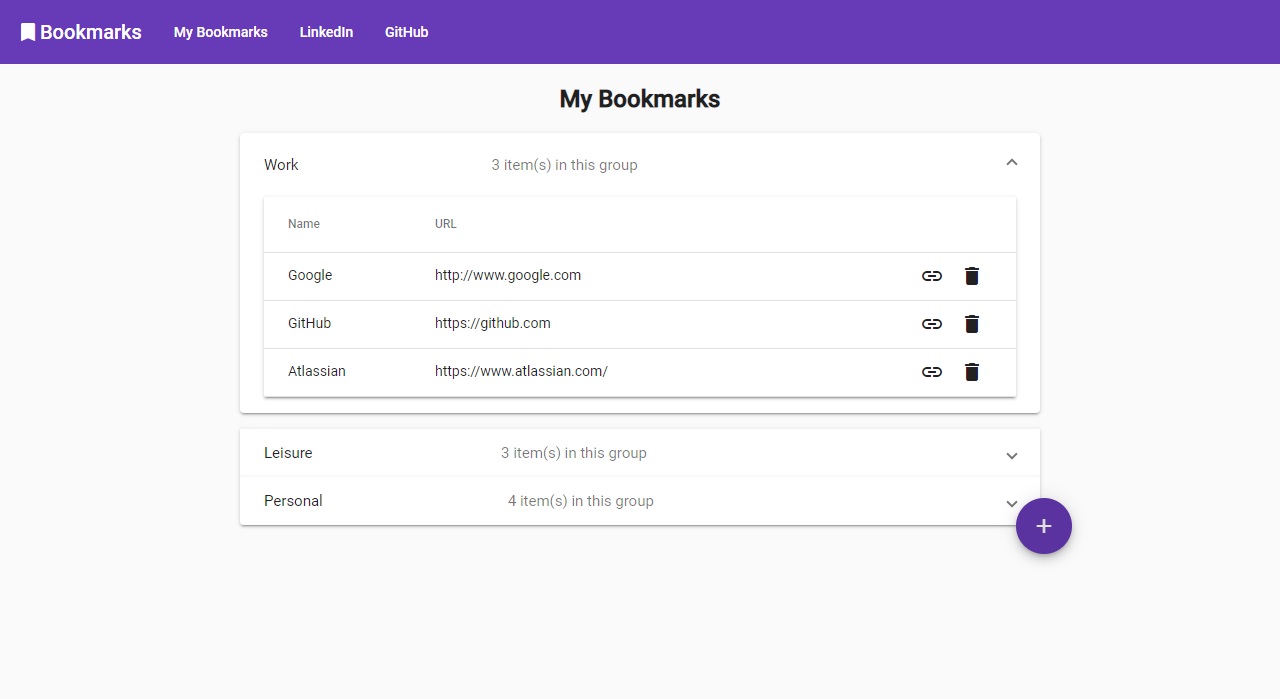 Bookmarks My Bookmarks LinkedIn GitHub
My Bookmarks
Work 3 item(s) in this group
Name URL
Google http://www.google.com
GitHub https://github.com
Atlassian https://www.atlassian.com/
Leisure 3 item(s) in this group
Personal 4 item(s) in this group
+